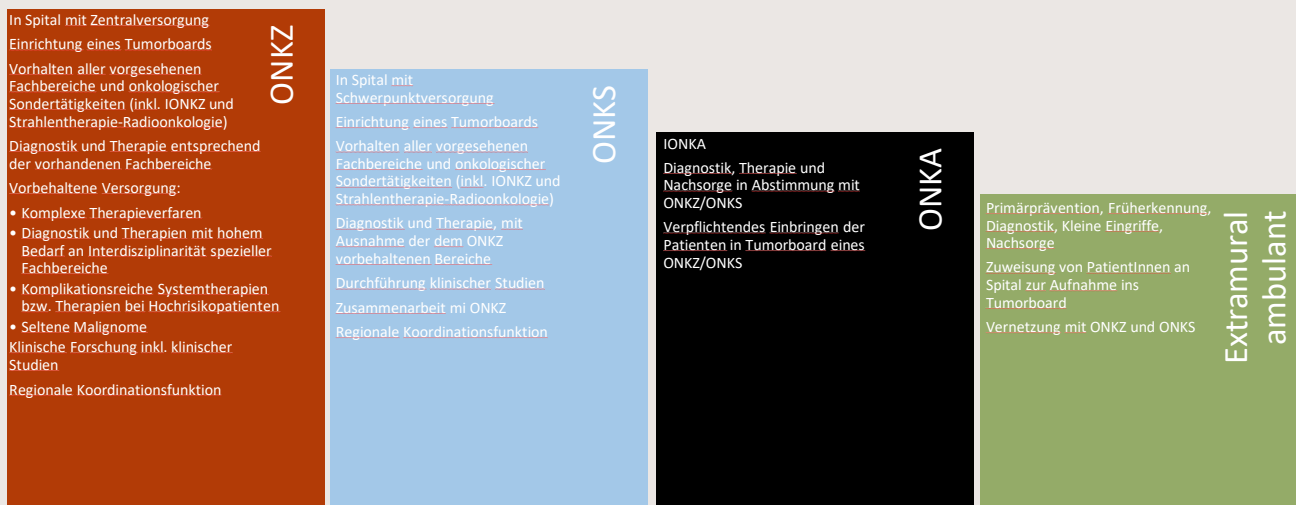 In Spital mit Zentralversorgung
Einrichtung eines Tumorboards
Vorhalten aller vorgesehenen
Fachbereiche und onkologischer
Sondertätigkeiten (inkl. IONKZ und
Strahlentherapie-Radioonkologie)
Diagnostik und Therapie entsprechend
der vorhandenen Fachbereiche
Vorbehaltene Versorgung:
• Komplexe Therapieverfaren
• Diagnostik und Therapien mit hohem
Bedarf an Interdisziplinarität spezieller
Fachbereiche
• Komplikationsreiche Systemtherapien
bzw. Therapien bei Hochrisikopatienten
• Seltene Malignome
Klinische Forschung inkl. klinischer
Studien
Regionale Koordinationsfunktion
ONKZ
In Spital mit
Schwerpunktversorgung
Einrichtung eines Tumorboards
Vorhalten aller vorgesehenen
Fachbereiche und onkologischer
Sondertätigkeiten (inkl. IONKZ und
Strahlentherapie-Radioonkologie)
Diagnostik und Therapie, mit
Ausnahme der dem ONKZ
vorbehaltenen Bereiche
Durchführung klinischer Studien
Zusammenarbeit mi ONKZ
Regionale Koordinationsfunktion
ONKS
IONKA
Diagnostik, Therapie und
Nachsorge in Abstimmung mit
ONKZ/ONKS
Verpflichtendes Einbringen der
Patienten in Tumorboard eines
ONKZ/ONKS
ONKA
Primärprävention, Früherkennung,
Diagnostik, Kleine Eingriffe,
Nachsorge
Zuweisung von PatientInnen an
Spital zur Aufnahme ins
Tumorboard
Vernetzung mit ONKZ und ONKS
Extramural
ambulant